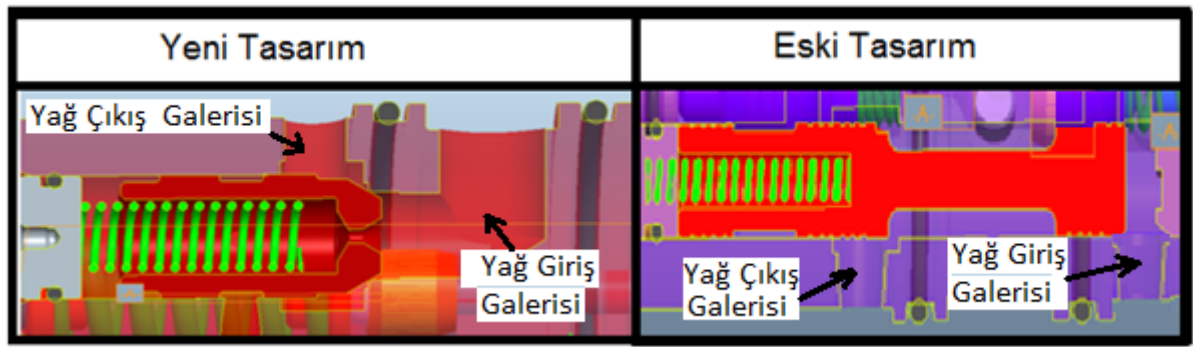 Yeni Tasarım
Eski Tasarım
Yağ Çıkış Galerisi
Yağ Giriş
Galerisi
A
Yağ Çıkış
Galerisi
Yağ Giriş
Galerisi
A